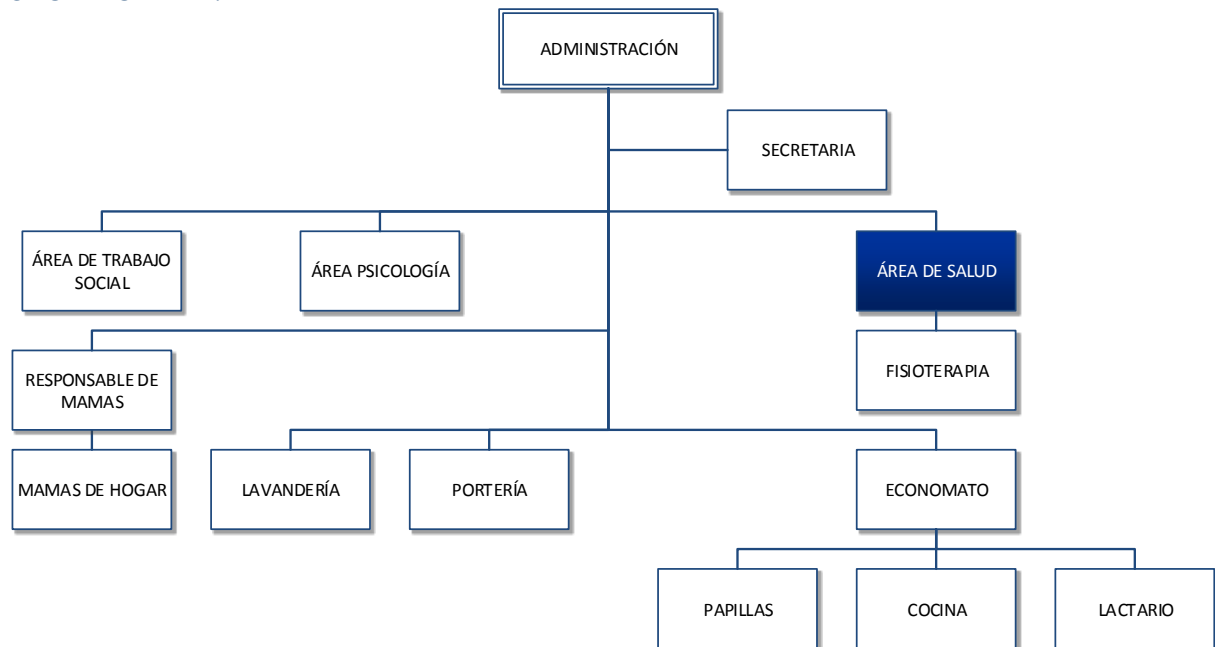 ADMINISTRACIÓN
SECRETARIA
ÁREA DE TRABAJO
SOCIAL
ÁREA PSICOLOGÍA
ÁREA DE SALUD
RESPONSABLE DE
MAMAS
FISIOTERAPIA
MAMAS DE HOGAR
LAVANDERÍA
PORTERÍA
ECONOMATO
PAPILLAS
COCINA
LACTARIO